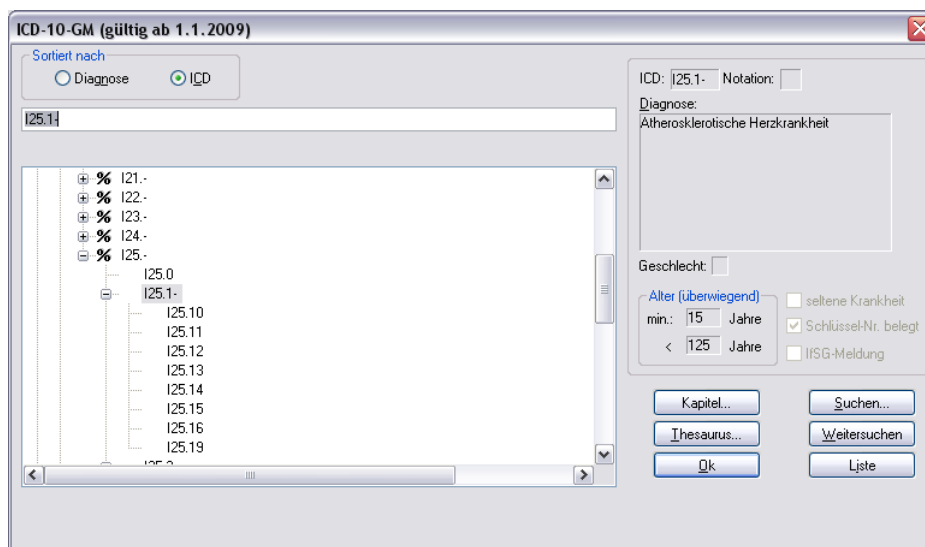 ICD-10-GM (gültig ab 1.1.2009)
Sortiert nach
Diagnose ICD
I25.1-
% I21.-
% I22.-
% I23.-
% I24.-
% I25.-
I25.0
I25.1-
I25.10
I25.11
I25.12
I25.13
I25.14
I25.15
I25.16
I25.19
ICD: I25.1- Notation:
Diagnose:
Atherosklerotische Herzkrankheit
Geschlecht:
Alter (überwiegend)
min.: 15 Jahre
< 125 Jahre
seltene Krankheit
Schlüssel-Nr. belegt
IfSG-Meldung
Kapitel... Suchen...
Thesaurus... Weitersuchen
Ok Liste